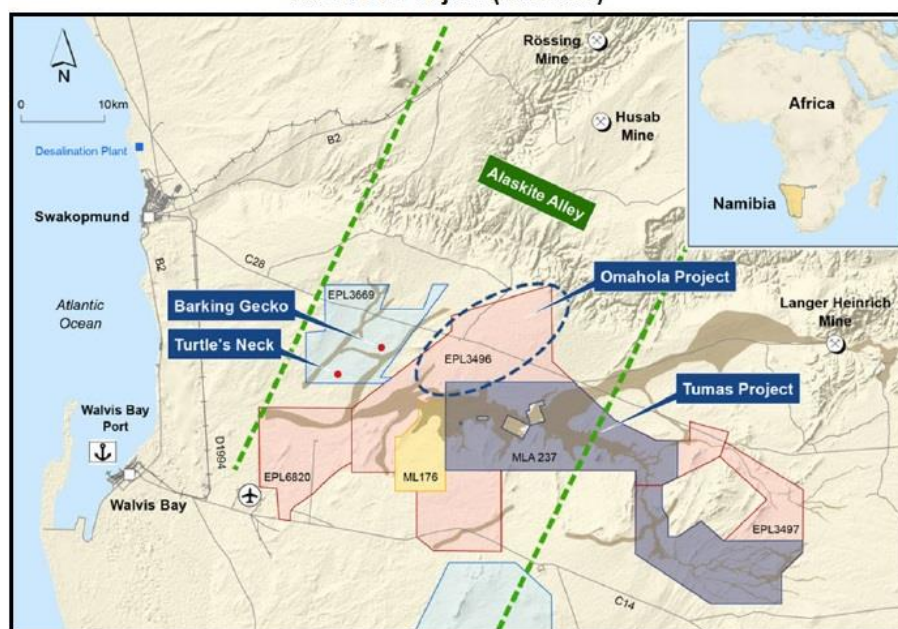 N
0
10km
Desalination Plant
Swakopmund
B2
B2
Rössing
Mine
Husab
Mine
Alaskite Alley
Africa
Namibia
C28
Atlantic
Ocean
EPL3669
Barking Gecko
Turtle's Neck
Omahola Project
EPL3496
Langer Heinrich
Mine
Tumas Project
Walvis Bay
Port
D1994
Walvis Bay
EPL6820
ML176
MLA 237
EPL3497
C14